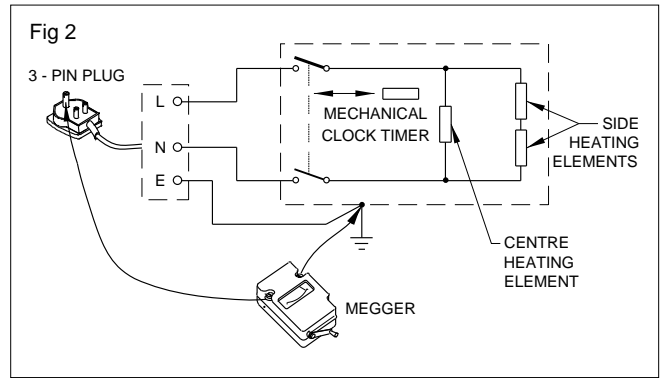 Fig 2
3 - PIN PLUG
L
N
E
MECHANICAL
CLOCK TIMER
SIDE
HEATING
ELEMENTS
CENTRE
HEATING
ELEMENT
MEGGER